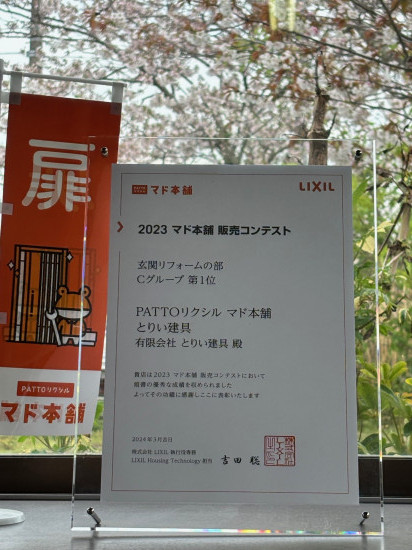 扉
PATTOリクシル
マド本舗
マド本舗
LIXIL
2023 マド本舗 販売コンテスト
玄関リフォームの部
Cグループ 第1位
PATTOリクシル マド本舗
とりい建具
有限会社 とりい建具 殿
貴店は2023 マド本舗 販売コンテストにおいて
頭書の優秀な成績を収められました
よってその功績に感謝しここに表彰いたします
2024年3月吉日
株式会社 LIXIL 執行役専務
LIXIL Housing Technology 担当 吉田 聡